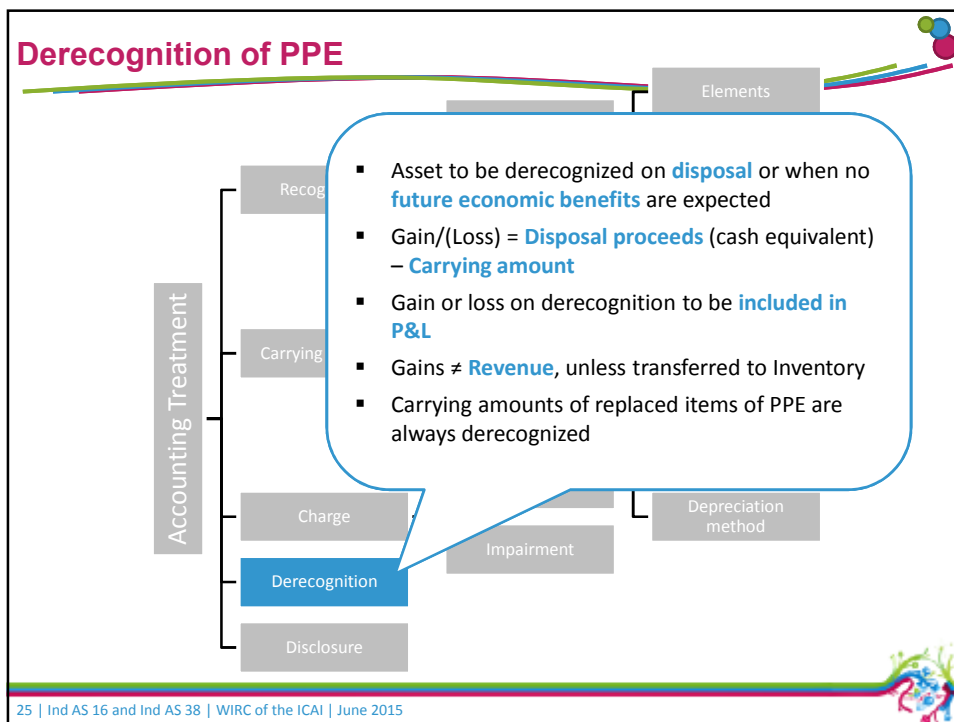 Derecognition of PPE
Elements
▪ Asset to be derecognized on disposal or when no
future economic benefits are expected
▪ Gain/(Loss) = Disposal proceeds (cash equivalent)
– Carrying amount
▪ Gain or loss on derecognition to be included in
P&L
▪ Gains ≠ Revenue, unless transferred to Inventory
▪ Carrying amounts of replaced items of PPE are
always derecognized
Accounting Treatment
Carrying
Charge
Derecognition
Disclosure
Impairment
Depreciation
method
25 | Ind AS 16 and Ind AS 38 | WIRC of the ICAI | June 2015